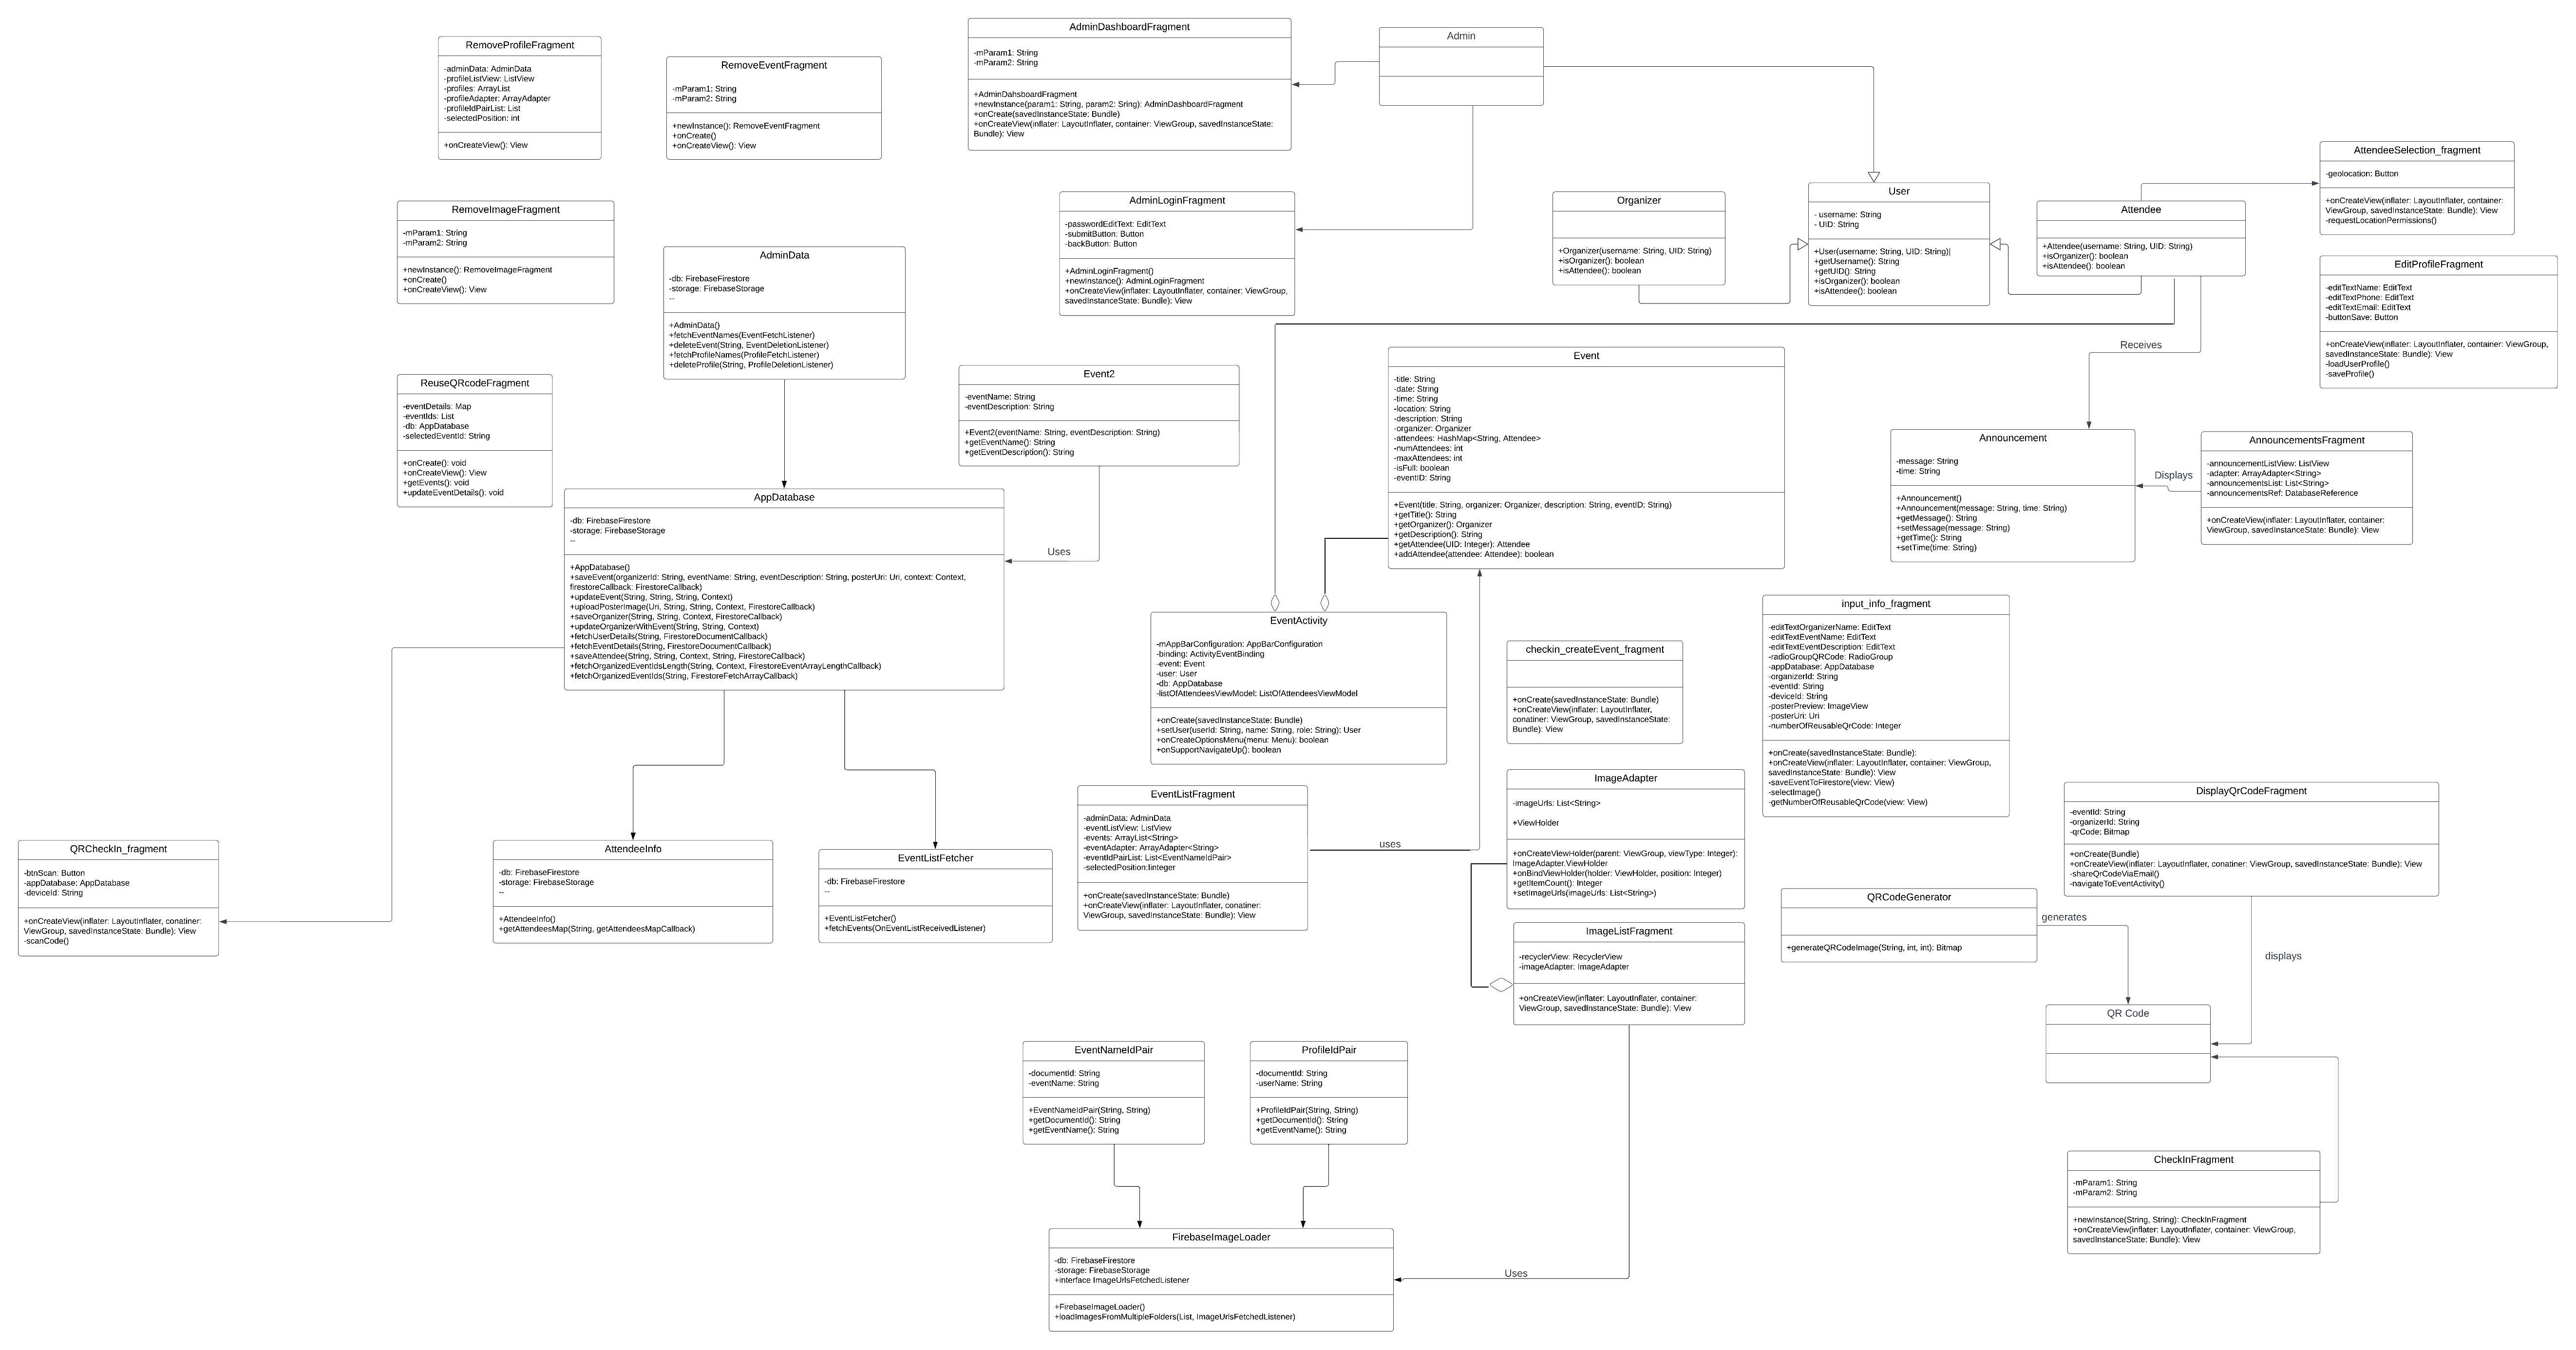 RemoveProfileFragment
-adminData: AdminData
-profileListView: ListView
-profiles: ArrayList
-profileAdapter: ArrayAdapter
-profileIdPairList: List
-selectedPosition: int
+onCreateView(): View
RemoveEventFragment
-mParam1: String
-mParam2: String
+newInstance(): RemoveEventFragment
+onCreate()
+onCreateView(): View
AdminDashboardFragment
-mParam1: String
-mParam2: String
+AdminDahsboardFragment
+newInstance(param1: String, param2: Sring): AdminDashboardFragment
+onCreate(savedInstanceState: Bundle)
+onCreateView(inflater: LayoutInflater, container: ViewGroup, savedInstanceState:
Bundle): View
Admin
RemoveImageFragment
-mParam1: String
-mParam2: String
+newInstance(): RemoveImageFragment
+onCreate()
+onCreateView(): View
AdminData
-db: FirebaseFirestore
-storage: FirebaseStorage
--
+AdminData()
+fetchEventNames(EventFetchListener)
+deleteEvent(String, EventDeletionListener)
+fetchProfileNames(ProfileFetchListener)
+deleteProfile(String, ProfileDeletionListener)
AdminLoginFragment
-passwordEditText: EditText
-submitButton: Button
-backButton: Button
+AdminLoginFragment()
+newInstance(): AdminLoginFragment
+onCreateView(inflater: LayoutInflater, container: ViewGroup,
savedInstanceState: Bundle): View
Organizer
+Organizer(username: String, UID: String)
+isOrganizer(): boolean
+isAttendee(): boolean
User
- username: String
- UID: String
+User(username: String, UID: String)|
+getUsername(): String
+getUID(): String
+isOrganizer(): boolean
+isAttendee(): boolean
Attendee
+Attendee(username: String, UID: String)
+isOrganizer(): boolean
+isAttendee(): boolean
AttendeeSelection_fragment
-geolocation: Button
+onCreateView(inflater: LayoutInflater, container:
ViewGroup, savedInstanceState: Bundle): View
-requestLocationPermissions()
EditProfileFragment
-editTextName: EditText
-editTextPhone: EditText
-editTextEmail: EditText
-buttonSave: Button
+onCreateView(inflater: LayoutInflater, container: ViewGroup,
savedInstanceState: Bundle): View
-loadUserProfile()
-saveProfile()
Receives
ReuseQRcodeFragment
-eventDetails: Map
-eventIds: List
-db: AppDatabase
-selectedEventId: String
+onCreate(): void
+onCreateView(): View
+getEvents(): void
+updateEventDetails(): void
Event2
-eventName: String
-eventDescription: String
+Event2(eventName: String, eventDescription: String)
+getEventName(): String
+getEventDescription(): String
Uses
Event
-title: String
-date: String
-time: String
-location: String
-description: String
-organizer: Organizer
-attendees: HashMap<String, Attendee>
-numAttendees: int
-maxAttendees: int
-isFull: boolean
-eventID: String
+Event(title: String, organizer: Organizer, description: String, eventID: String)
+getTitle(): String
+getOrganizer(): Organizer
+getDescription(): String
+getAttendee(UID: Integer): Attendee
+addAttendee(attendee: Attendee): boolean
Announcement
-message: String
-time: String
+Announcement()
+Announcement(message: String, time: String)
+getMessage(): String
+setMessage(message: String)
+getTime(): String
+setTime(time: String)
Displays
AnnouncementsFragment
-announcementListView: ListView
-adapter: ArrayAdapter<String>
-announcementsList: List<String>
-announcementsRef: DatabaseReference
+onCreateView(inflater: LayoutInflater, container:
ViewGroup, savedInstanceState: Bundle): View
AppDatabase
-db: FirebaseFirestore
-storage: FirebaseStorage
--
+AppDatabase()
+saveEvent(organizerId: String, eventName: String, eventDescription: String, posterUri: Uri, context: Context,
firestoreCallback: FirestoreCallback)
+updateEvent(String, String, String, Context)
+uploadPosterImage(Uri, String, String, Context, FirestoreCallback)
+saveOrganizer(String, String, Context, FirestoreCallback)
+updateOrganizerWithEvent(String, String, Context)
+fetchUserDetails(String, FirestoreDocumentCallback)
+fetchEventDetails(String, FirestoreDocumentCallback)
+saveAttendee(String, String, Context, String, FirestoreCallback)
+fetchOrganizedEventIdsLength(String, Context, FirestoreEventArrayLengthCallback)
+fetchOrganizedEventIds(String, FirestoreFetchArrayCallback)
EventActivity
-mAppBarConfiguration: AppBarConfiguration
-binding: ActivityEventBinding
-event: Event
-user: User
-db: AppDatabase
-listOfAttendeesViewModel: ListOfAttendeesViewModel
+onCreate(savedInstanceState: Bundle)
+setUser(userId: String, name: String, role: String): User
+onCreateOptionsMenu(menu: Menu): boolean
+onSupportNavigateUp(): boolean
checkin_createEvent_fragment
+onCreate(savedInstanceState: Bundle)
+onCreateView(inflater: LayoutInflater,
conatiner: ViewGroup, savedInstanceState:
Bundle): View
input_info_fragment
-editTextOrganizerName: EditText
-editTextEventName: EditText
-editTextEventDescription: EditText
-radioGroupQRCode: RadioGroup
-appDatabase: AppDatabase
-organizerId: String
-eventId: String
-deviceId: String
-posterPreview: ImageView
-posterUri: Uri
-numberOfReusableQrCode: Integer
+onCreate(savedInstanceState: Bundle):
+onCreateView(inflater: LayoutInflater, container: ViewGroup,
savedInstanceState: Bundle): View
-saveEventToFirestore(view: View)
-selectImage()
-getNumberOfReusableQrCode(view: View)
QRCheckIn_fragment
-btnScan: Button
-appDatabase: AppDatabase
-deviceId: String
+onCreateView(inflater: LayoutInflater, conatiner:
ViewGroup, savedInstanceState: Bundle): View
-scanCode()
AttendeeInfo
-db: FirebaseFirestore
-storage: FirebaseStorage
--
+AttendeeInfo()
+getAttendeesMap(String, getAttendeesMapCallback)
EventListFetcher
-db: FirebaseFirestore
--
+EventListFetcher()
+fetchEvents(OnEventListReceivedListener)
EventListFragment
-adminData: AdminData
-eventListView: ListView
-events: ArrayList<String>
-eventAdapter: ArrayAdapter<String>
-eventIdPairList: List<EventNameIdPair>
-selectedPosition:Iinteger
+onCreate(savedInstanceState: Bundle)
+onCreateView(inflater: LayoutInflater, conatiner:
ViewGroup, savedInstanceState: Bundle): View
uses
ImageAdapter
-imageUrls: List<String>
+ViewHolder
+onCreateViewHolder(parent: ViewGroup, viewType: Integer):
ImageAdapter.ViewHolder
+onBindViewHolder(holder: ViewHolder, position: Integer)
+getItemCount(): Integer
+setImageUrls(imageUrls: List<String>)
ImageListFragment
-recyclerView: RecyclerView
-imageAdapter: ImageAdapter
+onCreateView(inflater: LayoutInflater, container:
ViewGroup, savedInstanceState: Bundle): View
DisplayQrCodeFragment
-eventId: String
-organizerId: String
-qrCode: Bitmap
+onCreate(Bundle)
+onCreateView(inflater: LayoutInflater, conatiner: ViewGroup, savedInstanceState: Bundle): View
-shareQrCodeViaEmail()
-navigateToEventActivity()
QRCodeGenerator
+generateQRCodeImage(String, int, int): Bitmap
generates
displays
QR Code
EventNameIdPair
-documentId: String
-eventName: String
+EventNameIdPair(String, String)
+getDocumentId(): String
+getEventName(): String
ProfileIdPair
-documentId: String
-userName: String
+ProfileIdPair(String, String)
+getDocumentId(): String
+getEventName(): String
CheckInFragment
-mParam1: String
-mParam2: String
+newInstance(String, String): CheckInFragment
+onCreateView(inflater: LayoutInflater, container: ViewGroup,
savedInstanceState: Bundle): View
FirebaseImageLoader
-db: FirebaseFirestore
-storage: FirebaseStorage
+interface ImageUrlsFetchedListener
+FirebaseImageLoader()
+loadImagesFromMultipleFolders(List, ImageUrlsFetchedListener)
Uses